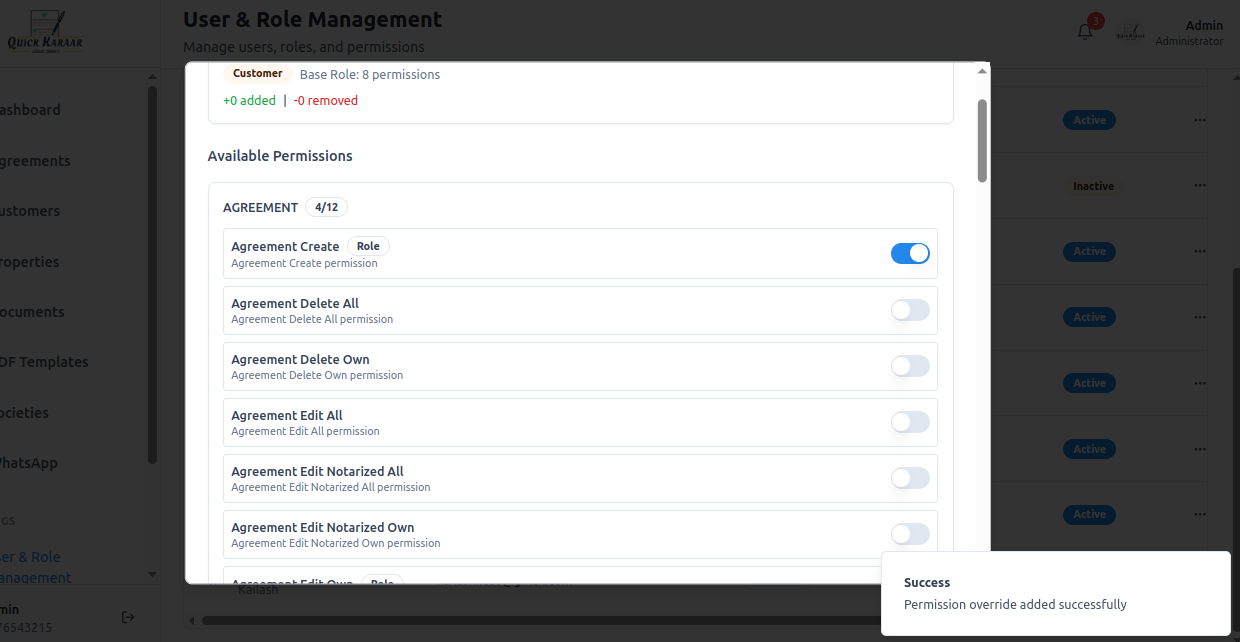 QUICK KARAAR
User & Role Management
Manage users, roles, and permissions
3
Admin
Administrator
ashboard
greements
ustomers
roperties
ocuments
DF Templates
ocieties
hatsApp
GS
er & Role
anagement
min
76543215
Customer Base Role: 8 permissions
+0 added | -0 removed
Available Permissions
AGREEMENT 4/12
Agreement Create Role
Agreement Create permission
Agreement Delete All
Agreement Delete All permission
Agreement Delete Own
Agreement Delete Own permission
Agreement Edit All
Agreement Edit All permission
Agreement Edit Notarized All
Agreement Edit Notarized All permission
Agreement Edit Notarized Own
Agreement Edit Notarized Own permission
Agreement Edit Own Role
Kailash
Active
Inactive
Active
Active
Active
Active
Active
Success
Permission override added successfully